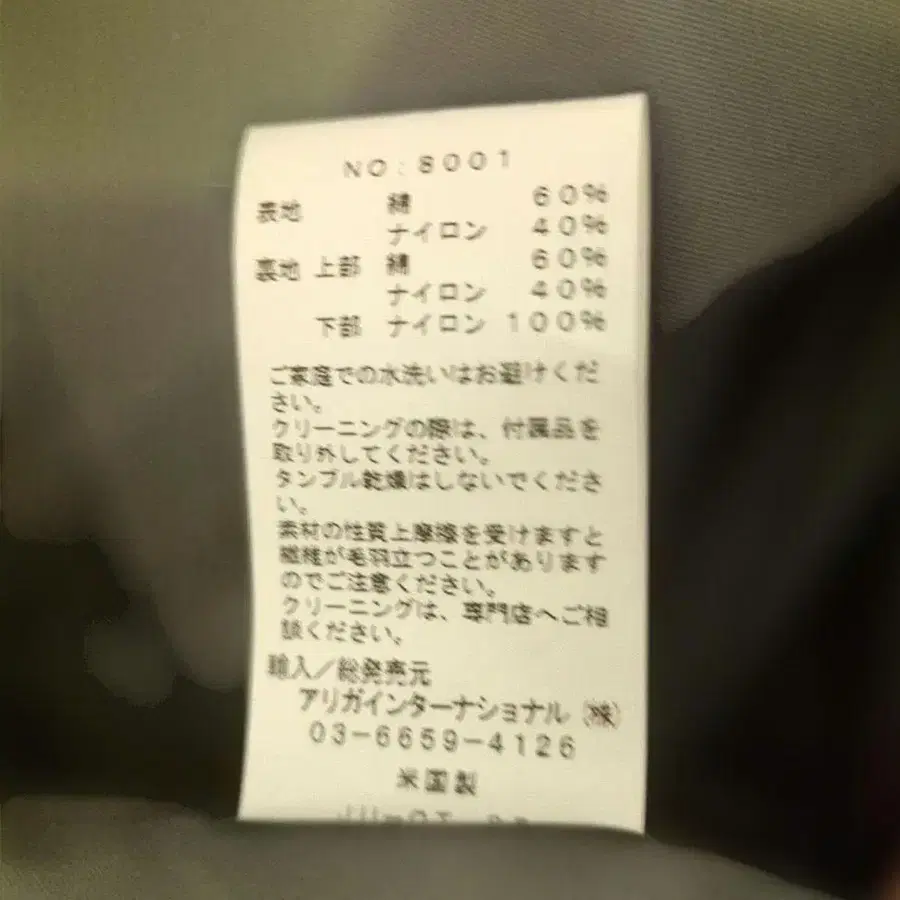 NO:8001
表地 綿 60%
ナイロン 40%
裏地 上部 綿 60%
ナイロン 40%
下部 ナイロン 100%
ご家庭での水洗いはお避けくだ
さい。
クリーニングの際は、付属品を
取り外してください。
タンブル乾燥はしないでくださ
い。
素材の性質上摩擦を受けますと
繊維が毛羽立つことがあります
のでご注意ください。
クリーニングは、専門店へご相
談ください。
輸入/総発売元
アリガインターナショナル(株)
03-6659-4126
米国製